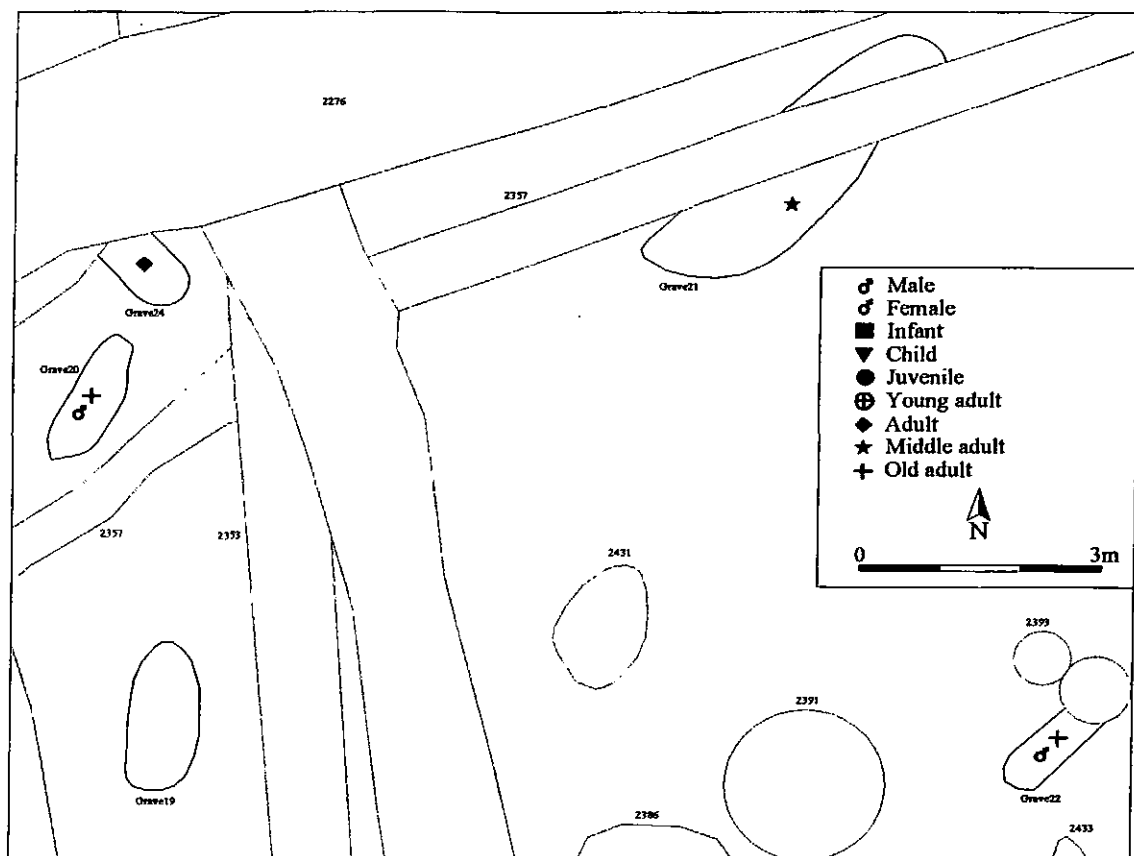 2276
2357
Grave21
Grave24
Grave20
♂ Male
♂ Female
■ Infant
▼ Child
● Juvenile
⊕ Young adult
◆ Adult
★ Middle adult
+ Old adult
N
0 3m
2357
2353
2431
2393
2391
Grave19
Grave22
2386
2433